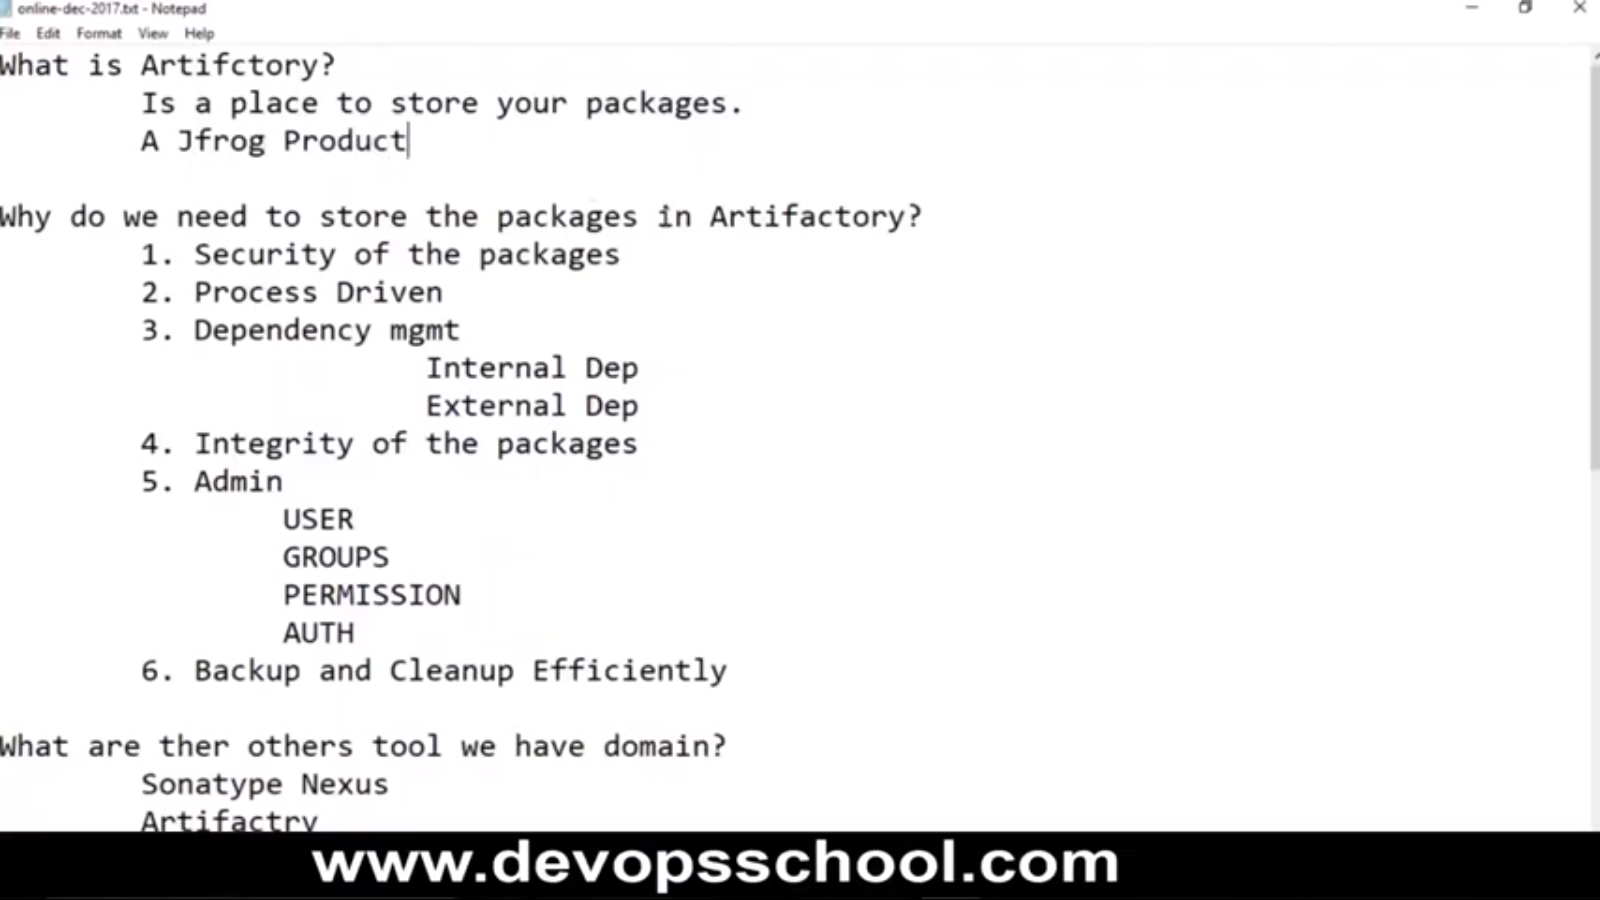 online-dec-2017.txt - Notepad
File Edit Format View Help
What is Artifctory?
Is a place to store your packages.
A Jfrog Product
Why do we need to store the packages in Artifactory?
1. Security of the packages
2. Process Driven
3. Dependency mgmt
Internal Dep
External Dep
4. Integrity of the packages
5. Admin
USER
GROUPS
PERMISSION
AUTH
6. Backup and Cleanup Efficiently
What are ther others tool we have domain?
Sonatype Nexus
Artifactry
www.devopsschool.com